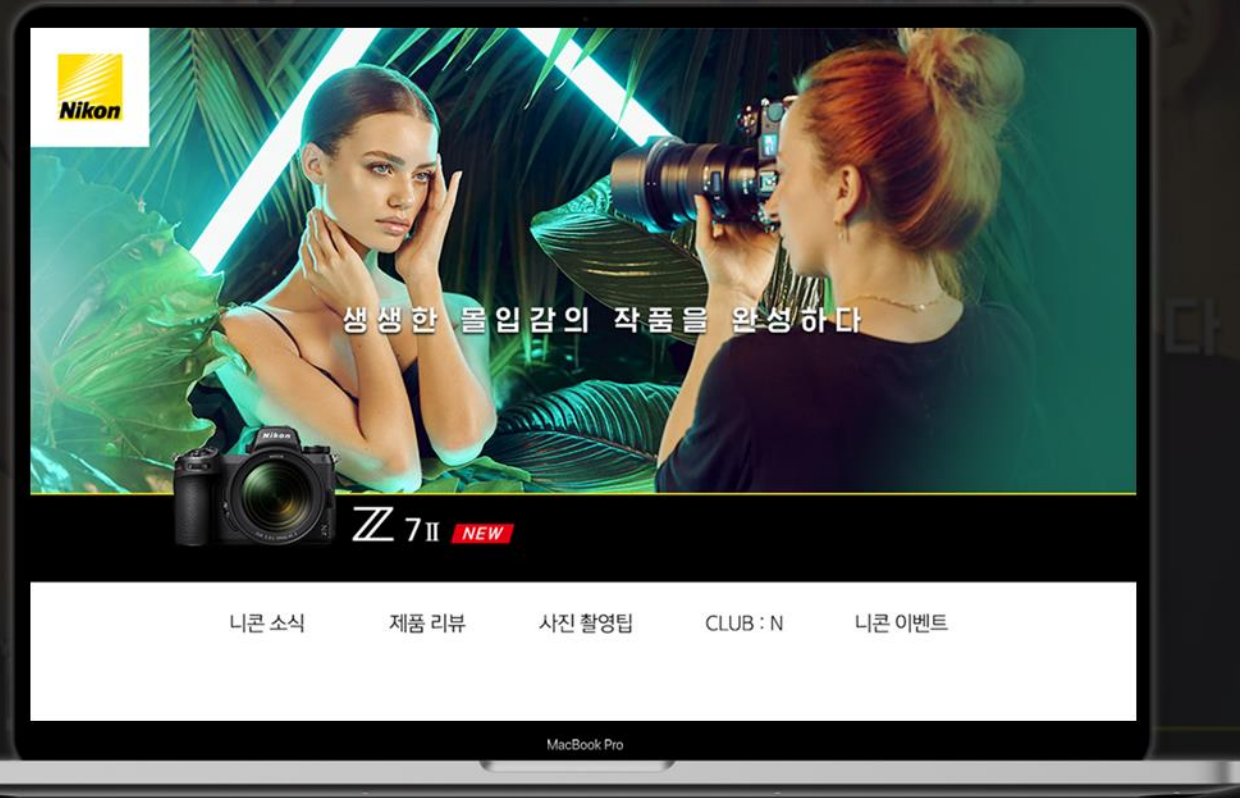 Nikon
생생한 몰입감의 작품을 완성하다
Nikon
Z 7II NEW
니콘 소식 제품 리뷰 사진 촬영팁 CLUB : N 니콘 이벤트
MacBook Pro
다